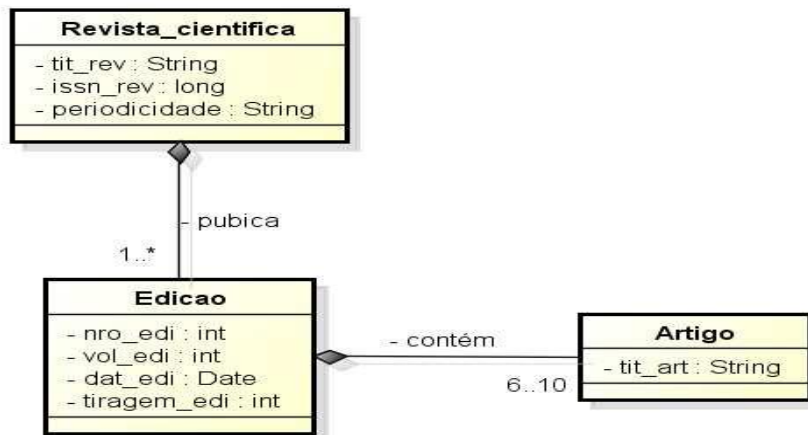 Revista_cientifica
- tit_rev : String
- issn_rev : long
- periodicidade : String
- pubica
1..*
Edicao
- nro_edi : int
- vol_edi : int
- dat_edi : Date
- tiragem_edi : int
- contém
6..10
Artigo
- tit_art : String